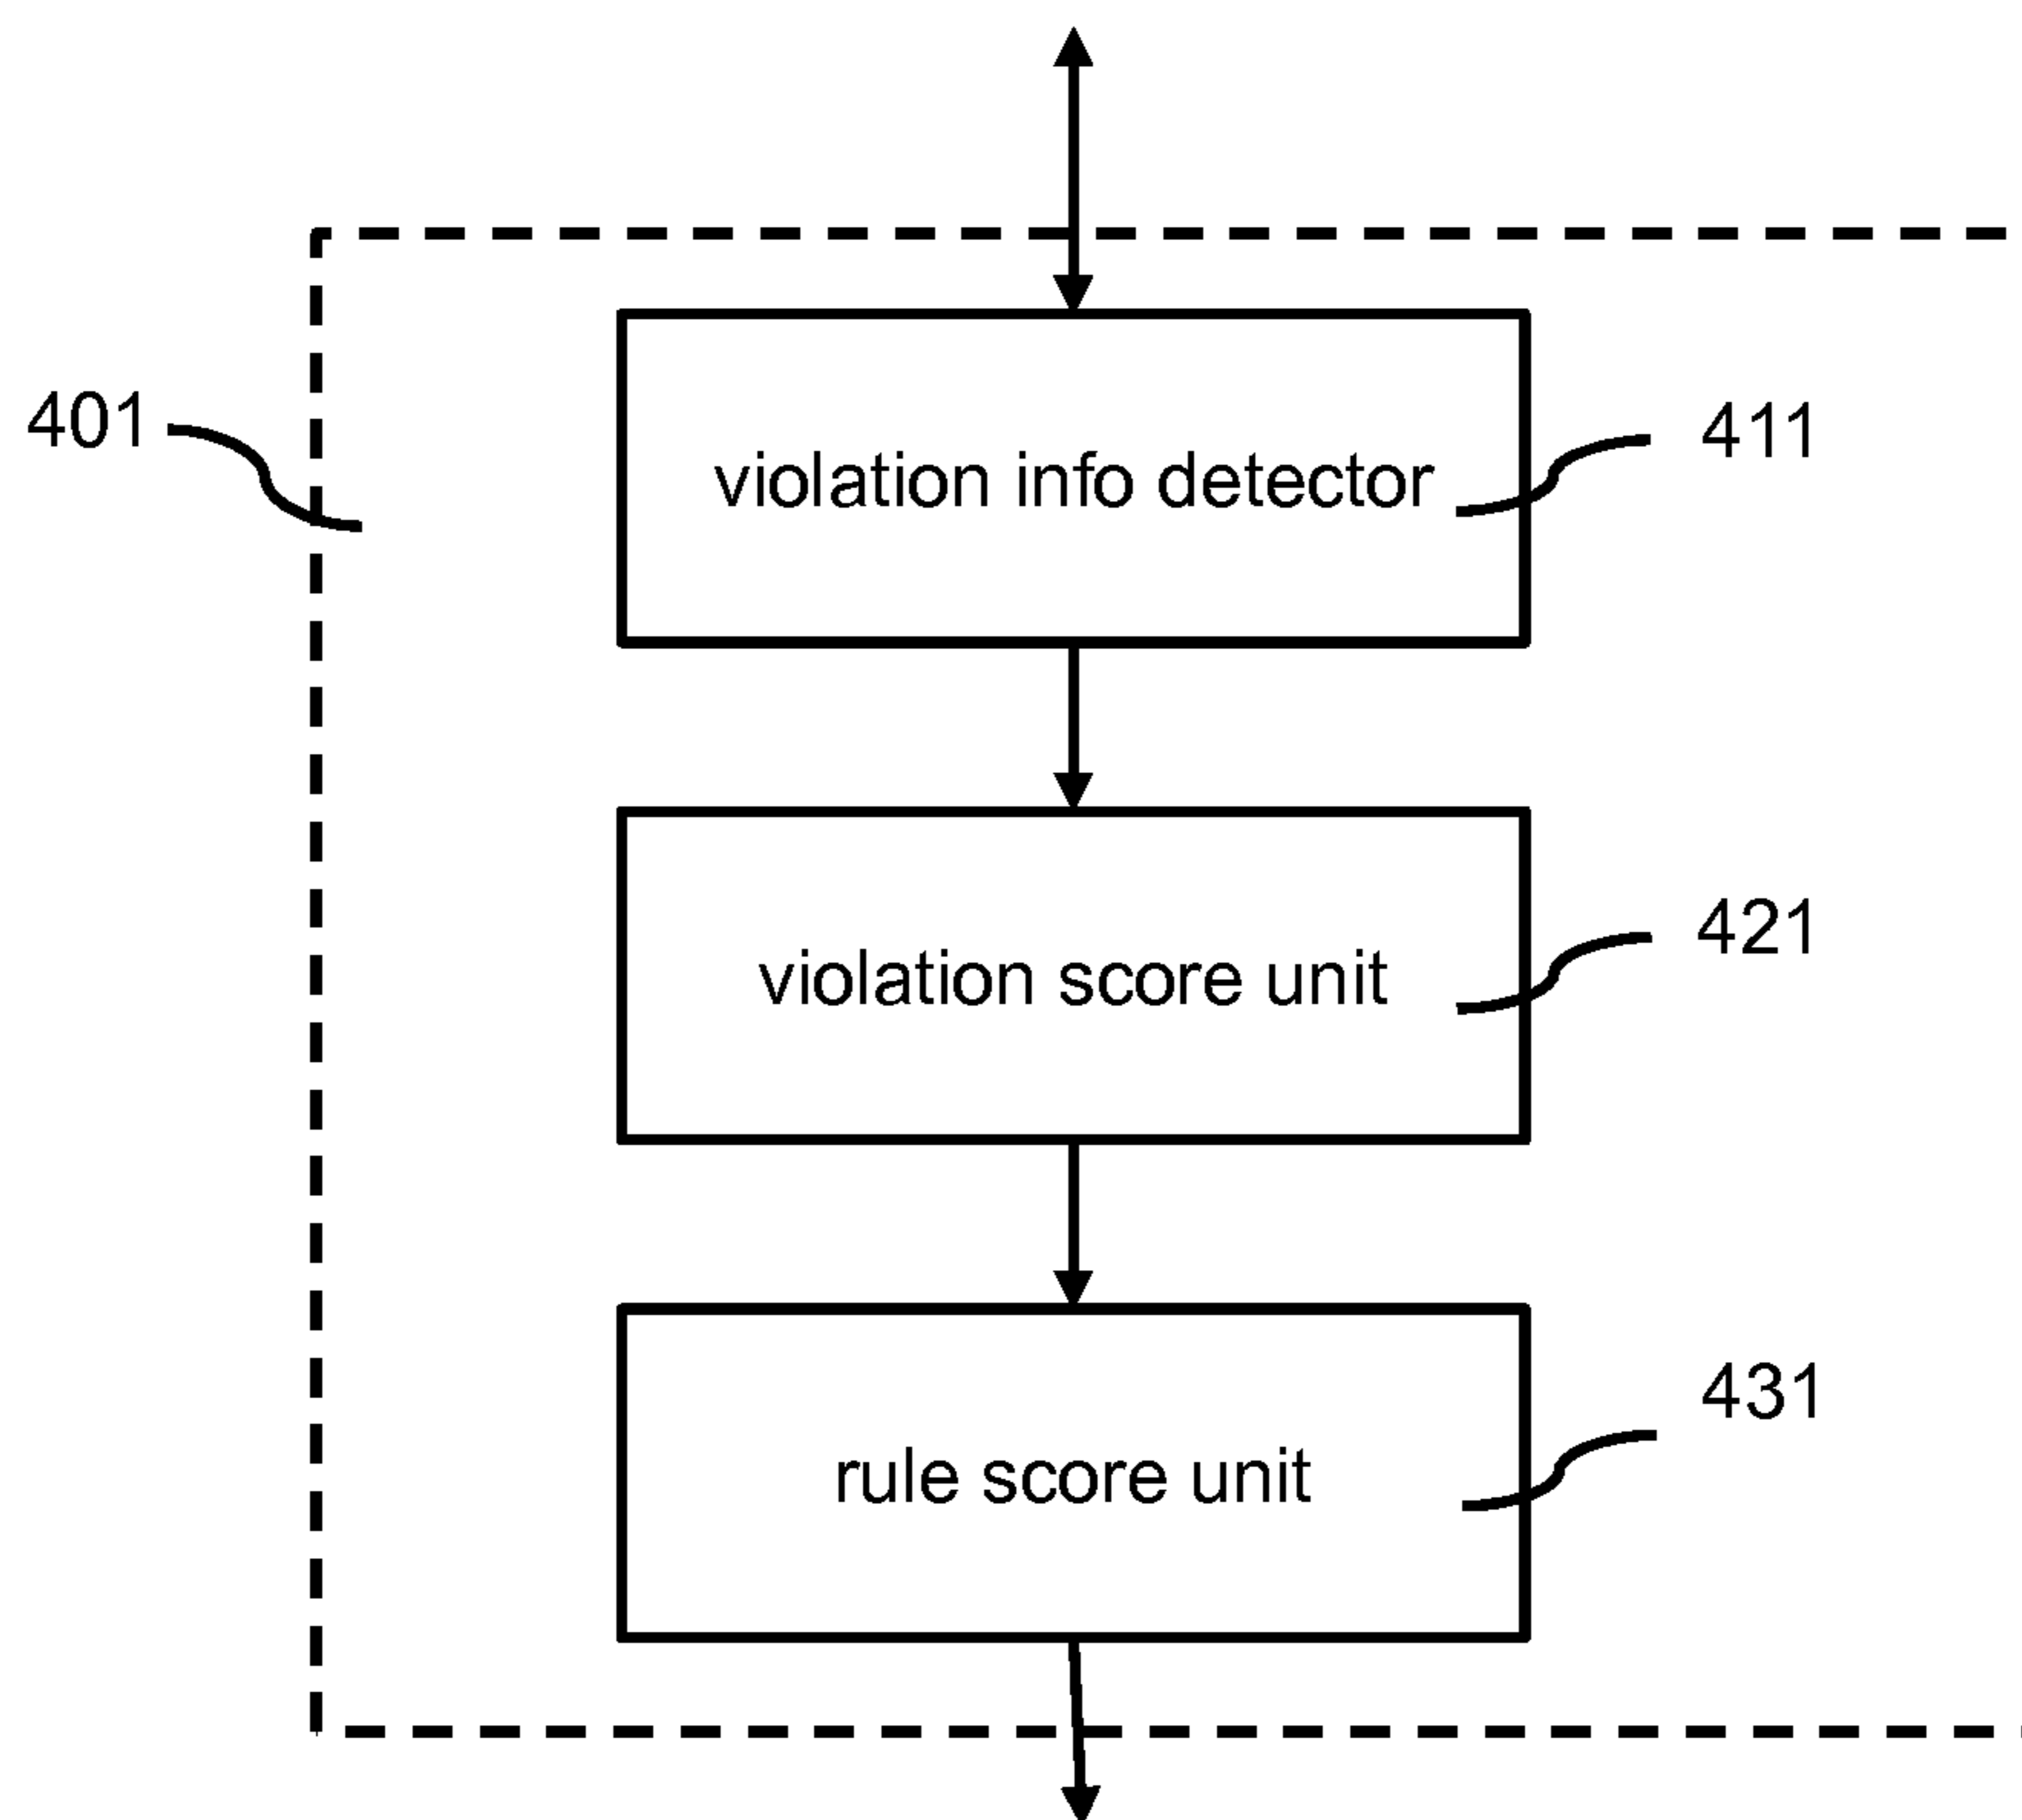 401
violation info detector
411
violation score unit
421
rule score unit
431